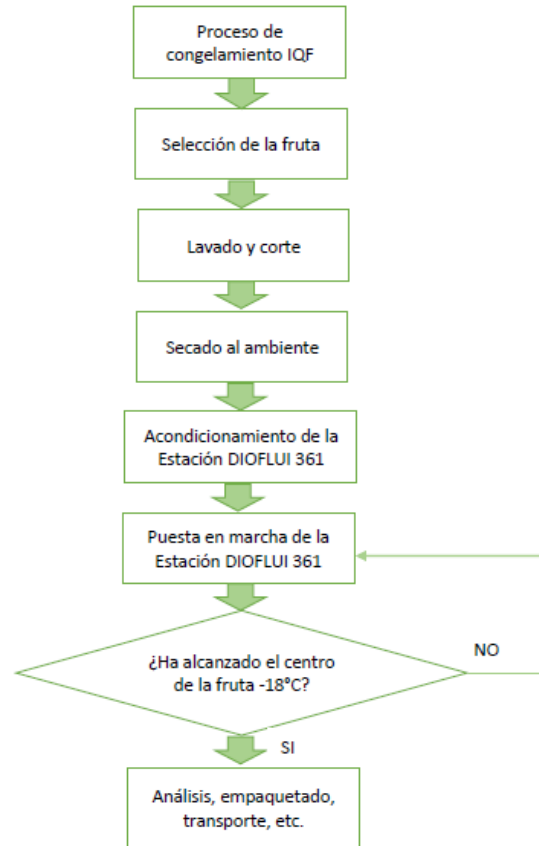 Proceso de
congelamiento IQF
Selección de la fruta
Lavado y corte
Secado al ambiente
Acondicionamiento de la
Estación DIOFLUI 361
Puesta en marcha de la
Estación DIOFLUI 361
¿Ha alcanzado el centro
de la fruta -18°C?
NO
SI
Análisis, empaquetado,
transporte, etc.